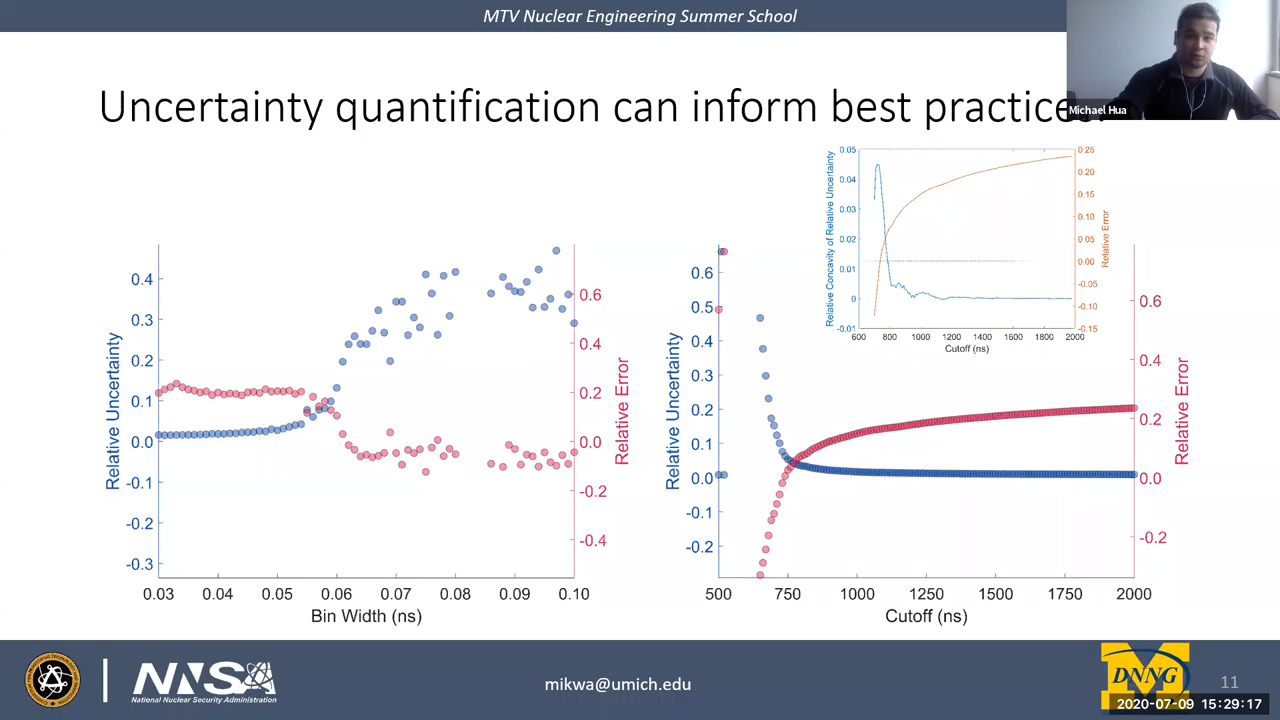 MTV Nuclear Engineering Summer School
Uncertainty quantification can inform best practices
Michael Hua
Relative Uncertainty
0.4
0.3
0.2
0.1
0.0
-0.1
-0.2
-0.3
0.6
0.4
0.2
0.0
-0.2
-0.4
Relative Error
0.03 0.04 0.05 0.06 0.07 0.08 0.09 0.10
Bin Width (ns)
Relative Concavity of Relative Uncertainty
0.05
0.04
0.03
0.02
0.01
0
-0.01
0.25
0.20
0.15
0.10
0.05
0.00
-0.05
-0.10
-0.15
Relative Error
600 800 1000 1200 1400 1600 1800 2000
Cutoff (ns)
Relative Uncertainty
0.6
0.5
0.4
0.3
0.2
0.1
0.0
-0.1
-0.2
0.6
0.4
0.2
0.0
-0.2
Relative Error
500 750 1000 1250 1500 1750 2000
Cutoff (ns)
NNSA
National Nuclear Security Administration
mikwa@umich.edu
M
DNNG
11
2020-07-09 15:29:17